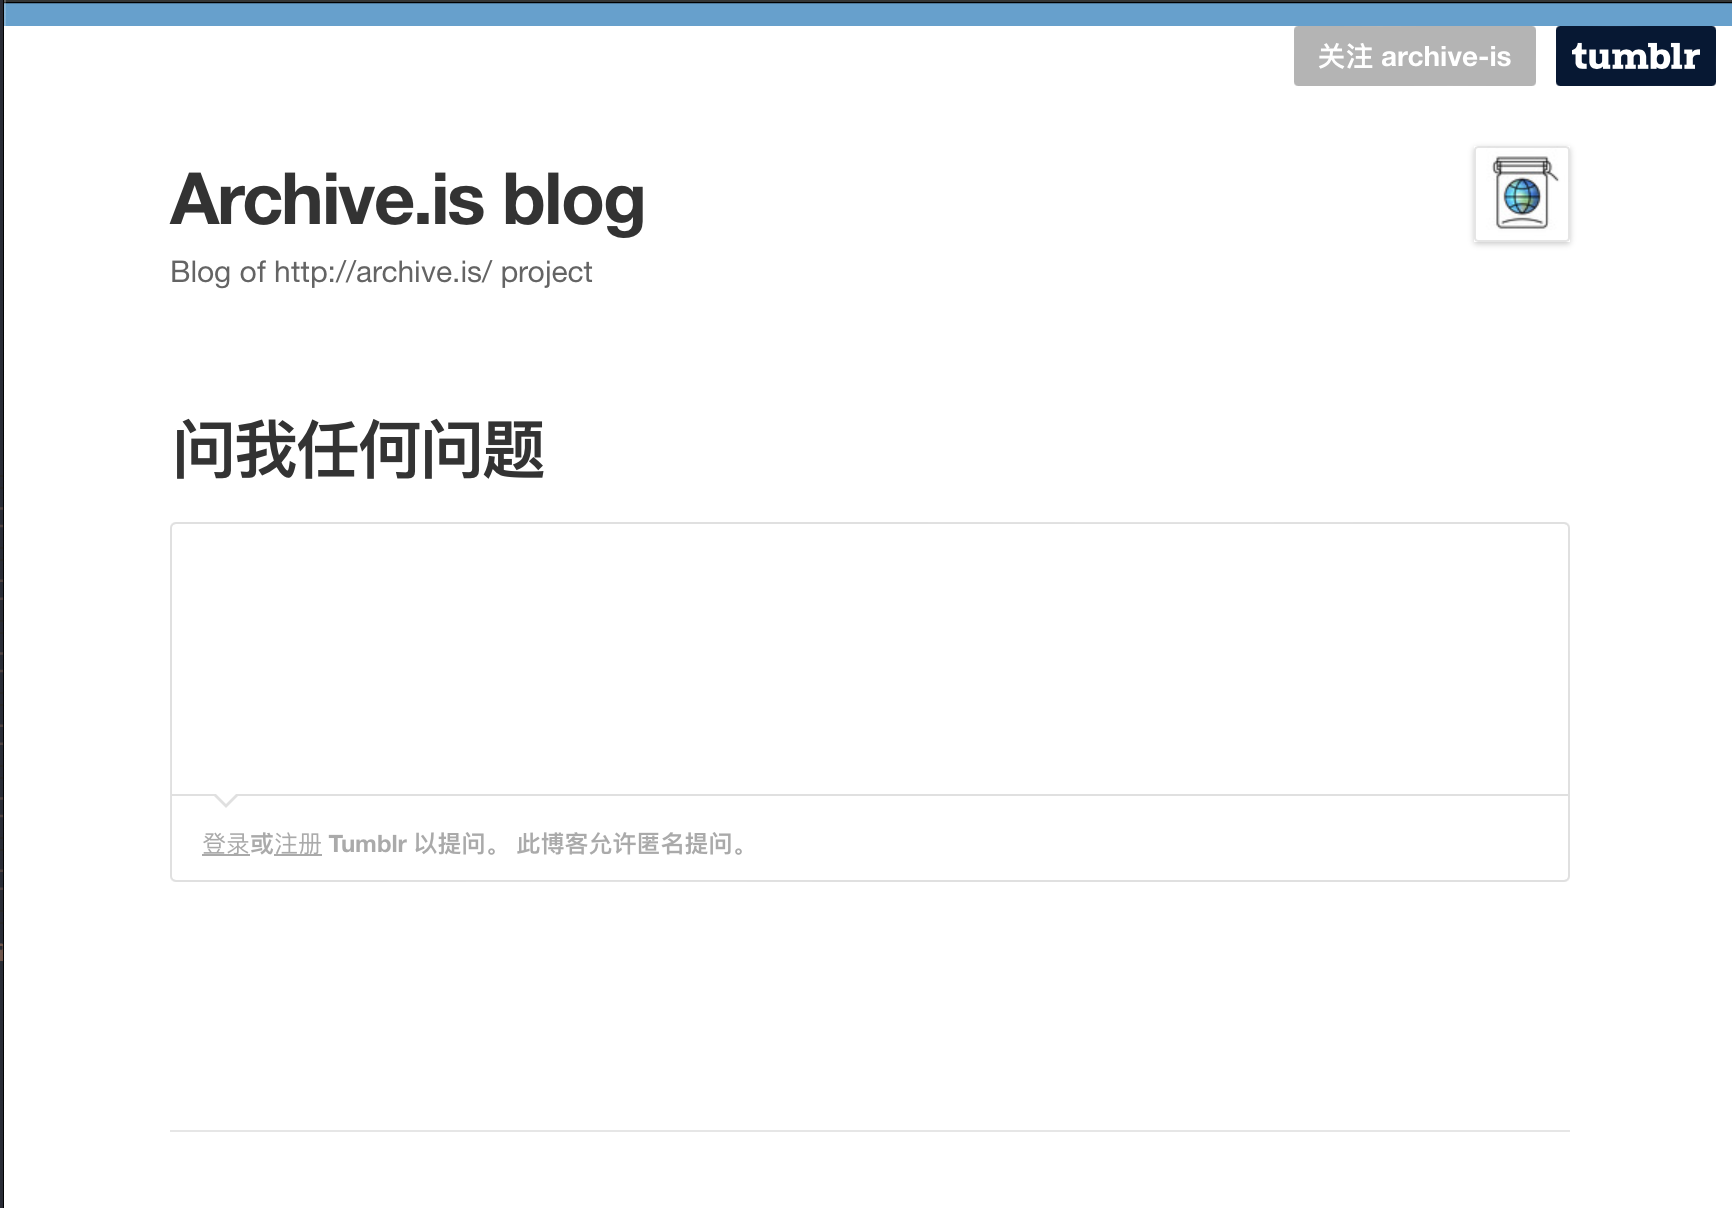 关注 archive-is
tumblr
Archive.is blog
Blog of http://archive.is/ project
问我任何问题
登录或注册 Tumblr 以提问。 此博客允许匿名提问。